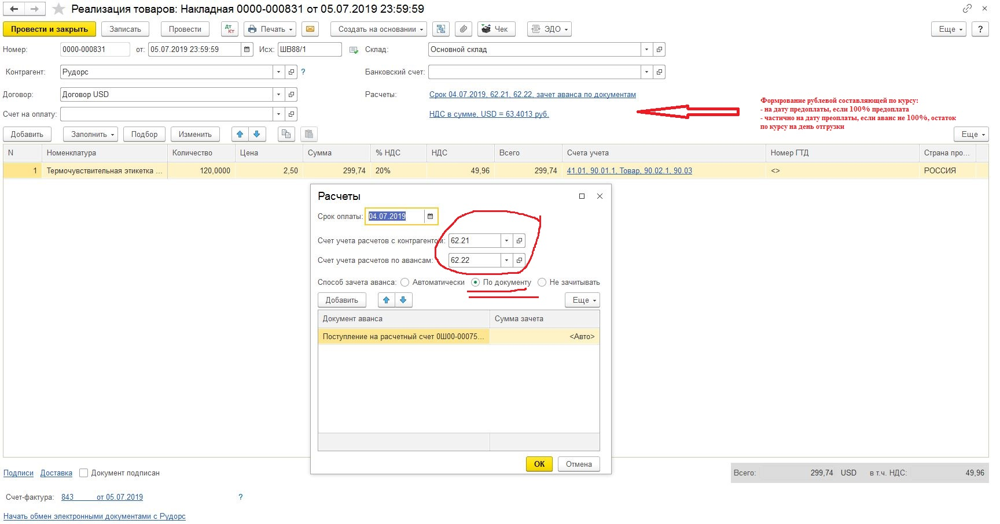 Реализация товаров: Накладная 0000-000831 от 05.07.2019 23:59:59
Провести и закрыть Записать Провести Дт Кт Печать Создать на основании Чек ЭДО Еще ?
Номер: 0000-000831 от: 05.07.2019 23:59:59 Исх: ШВ88/1 Склад: Основной склад
Контрагент: Рудорс ? Банковский счет:
Договор: Договор USD Расчеты: Срок 04.07.2019, 62.21, 62.22, зачет аванса по документам
Счет на оплату: НДС в сумме, USD = 63,4013 руб.
Формрование рублевой составляющей по курсу:
- на дату предоплаты, если 100% предоплата
- частично на дату преоплаты, если аванс не 100%, остаток
по курсу на день отгрузки
Добавить Заполнить Подбор Изменить Еще
N Номенклатура Количество Цена Сумма % НДС НДС Всего Счета учета Номер ГТД Страна про...
1 Термочувствительная этикетка ... 120,0000 2,50 299,74 20% 49,96 299,74 41.01, 90.01.1, Товар, 90.02.1, 90.03 <> РОССИЯ
Расчеты
Срок оплаты: 04.07.2019
Счет учета расчетов с контрагентом: 62.21
Счет учета расчетов по авансам: 62.22
Способ зачета аванса: Автоматически По документу Не зачитывать
Добавить Еще
Документ аванса Сумма зачета
Поступление на расчетный счет 0Ш00-00075... <Авто>
ОК Отмена
Подписи Доставка Документ подписан Всего: 299,74 USD в т.ч. НДС: 49,96
Счет-фактура: 843 от 05.07.2019 ?
Начать обмен электронными документами с Рудорс